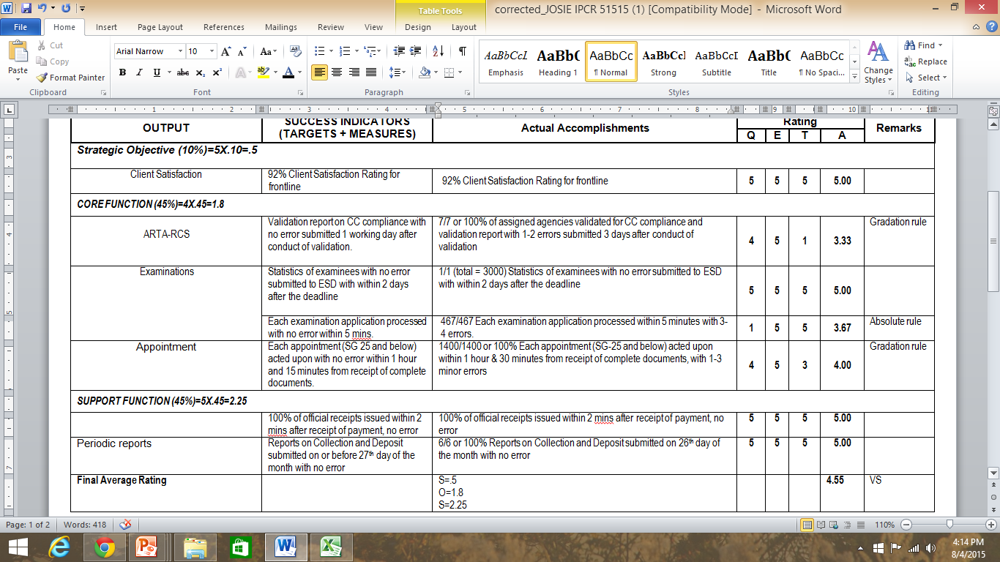 Table Tools
corrected_JOSIE IPCR 51515 (1) [Compatibility Mode] - Microsoft Word
File Home Insert Page Layout References Mailings Review View Design Layout
Paste
Cut
Copy
Format Painter
Clipboard
Arial Narrow 10
Font
Paragraph
AaBbCcI AaBbC AaBbCc AaBbCcl AaBbCcI AaBbC AaBbCc
Emphasis Heading 1 ¶ Normal Strong Subtitle Title ¶ No Spaci...
Change Styles
Styles
Find
Replace
Select
Editing
1 2 3 4 5 6 7 8 9 10
OUTPUT
SUCCESS INDICATORS
(TARGETS + MEASURES)
Actual Accomplishments
Rating
Q E T A
Remarks
Strategic Objective (10%)=5X.10=.5
Client Satisfaction
92% Client Satisfaction Rating for
frontline
92% Client Satisfaction Rating for frontline
5 5 5 5.00
CORE FUNCTION (45%)=4X.45=1.8
ARTA-RCS
Validation report on CC compliance with
no error submitted 1 working day after
conduct of validation.
7/7 or 100% of assigned agencies validated for CC compliance and
validation report with 1-2 errors submitted 3 days after conduct of
validation
4 5 1 3.33
Gradation rule
Examinations
Statistics of examinees with no error
submitted to ESD with within 2 days
after the deadline
1/1 (total = 3000) Statistics of examinees with no error submitted to ESD
with within 2 days after the deadline
5 5 5 5.00
Each examination application processed
with no error within 5 mins.
467/467 Each examination application processed within 5 minutes with 3-
4 errors.
1 5 5 3.67
Absolute rule
Appointment
Each appointment (SG 25 and below)
acted upon with no error within 1 hour
and 15 minutes from receipt of complete
documents.
1400/1400 or 100% Each appointment (SG-25 and below) acted upon
within 1 hour & 30 minutes from receipt of complete documents, with 1-3
minor errors
4 5 3 4.00
Gradation rule
SUPPORT FUNCTION (45%)=5X.45=2.25
100% of official receipts issued within 2
mins after receipt of payment, no error
100% of official receipts issued within 2 mins after receipt of payment, no
error
5 5 5 5.00
Periodic reports
Reports on Collection and Deposit
submitted on or before 27th day of the
month with no error
6/6 or 100% Reports on Collection and Deposit submitted on 26th day of
the month with no error
5 5 5 5.00
Final Average Rating
S=.5
O=1.8
S=2.25
4.55
VS
Page: 1 of 2 Words: 418
110%
4:14 PM
8/4/2015